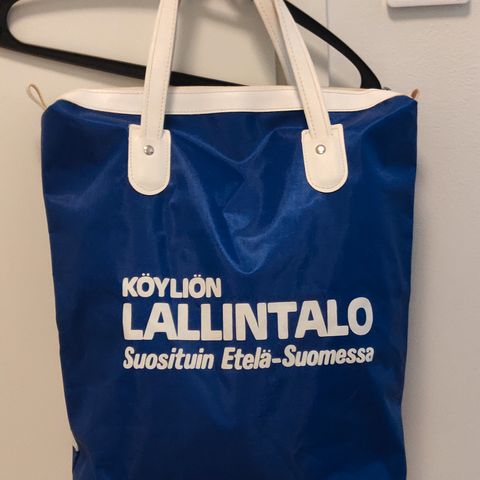 KÖYLIÖN
LALLINTALO
Suosituin Etelä-Suomessa